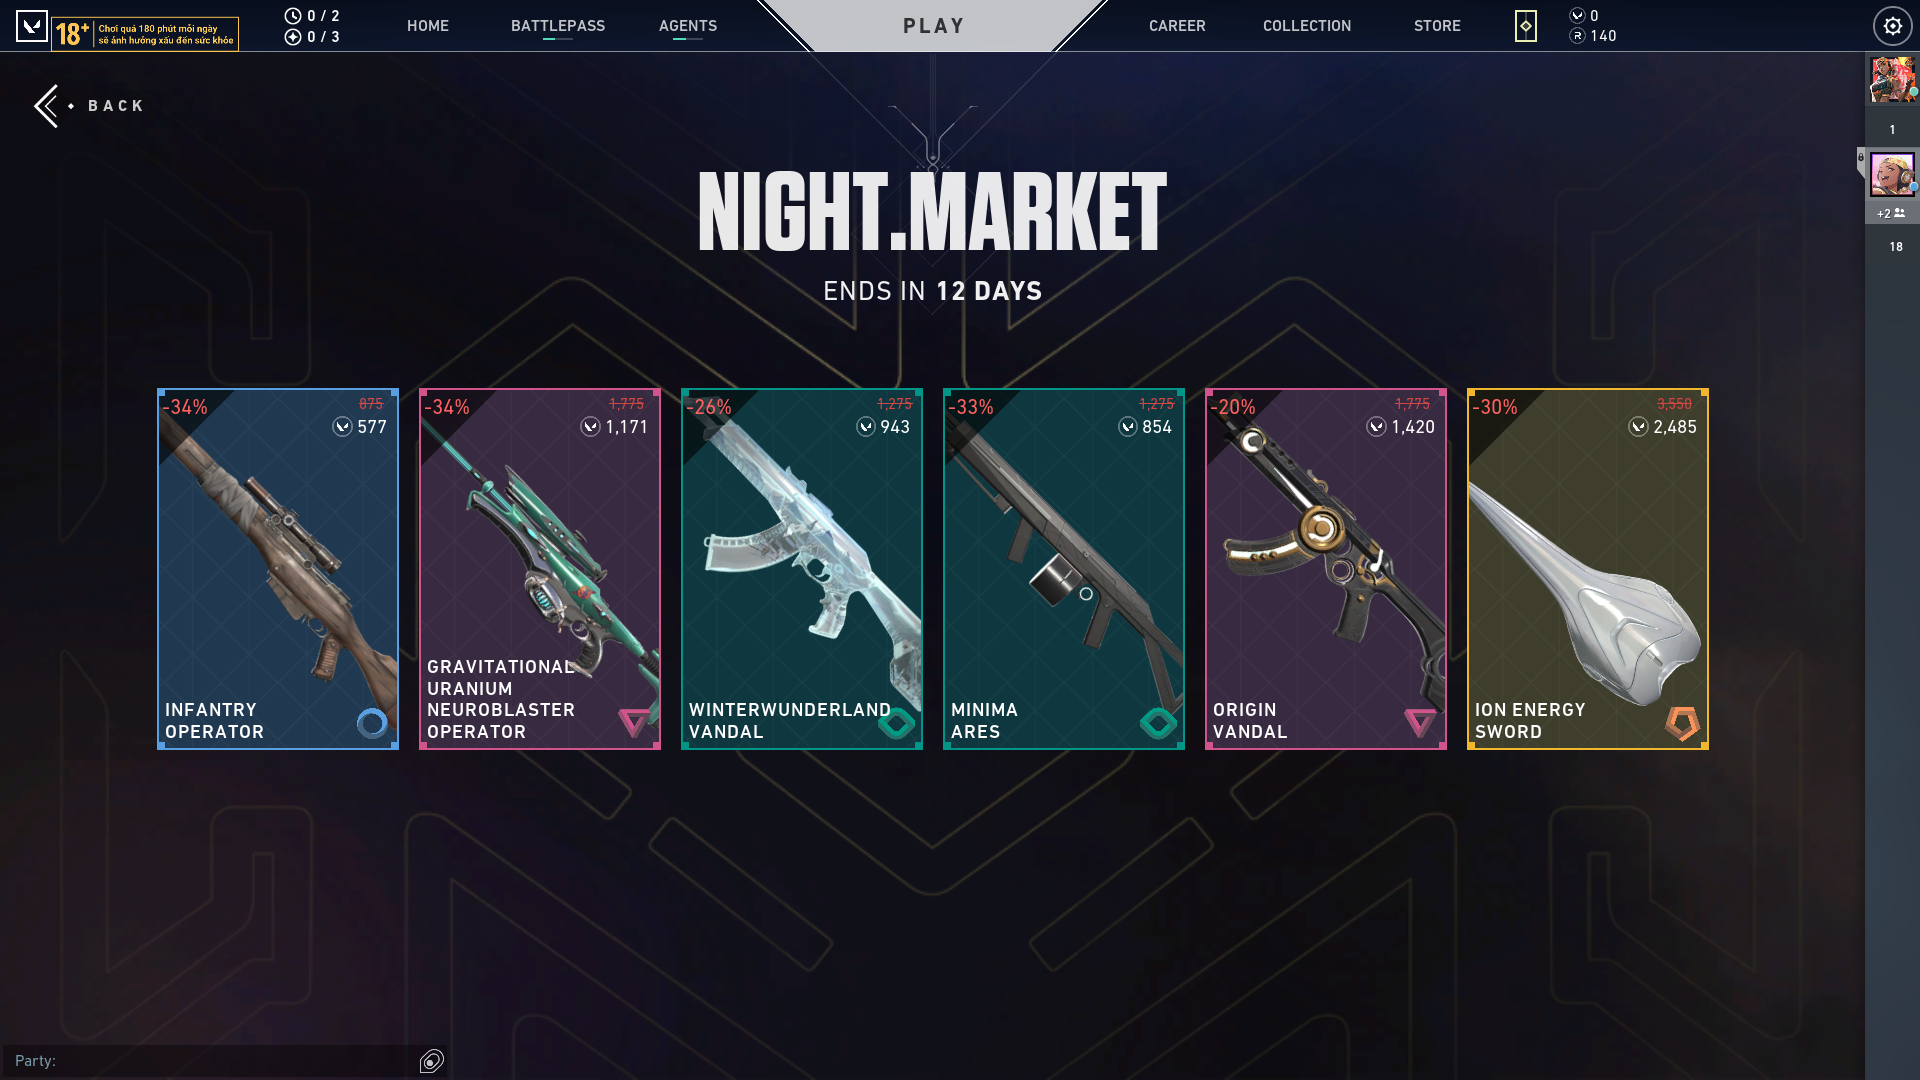 18+
Chơi quá 180 phút mỗi ngày
sẽ ảnh hưởng xấu đến sức khỏe
0 / 2
0 / 3
HOME
BATTLEPASS
AGENTS
PLAY
CAREER
COLLECTION
STORE
0
R 140
BACK
1
+2
18
NIGHT.MARKET
ENDS IN 12 DAYS
-34%
875
577
INFANTRY
OPERATOR
-34%
1,775
1,171
GRAVITATIONAL
URANIUM
NEUROBLASTER
OPERATOR
-26%
1,275
943
WINTERWUNDERLAND
VANDAL
-33%
1,275
854
MINIMA
ARES
-20%
1,775
1,420
ORIGIN
VANDAL
-30%
3,550
2,485
ION ENERGY
SWORD
Party: